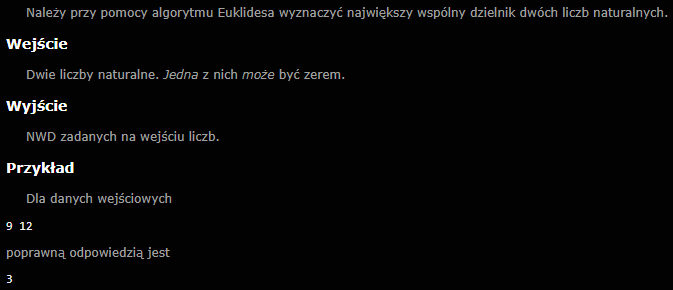 Należy przy pomocy algorytmu Euklidesa wyznaczyć największy wspólny dzielnik dwóch liczb naturalnych.
Wejście
Dwie liczby naturalne. Jedna z nich może być zerem.
Wyjście
NWD zadanych na wejściu liczb.
Przykład
Dla danych wejściowych
9 12
poprawną odpowiedzią jest
3